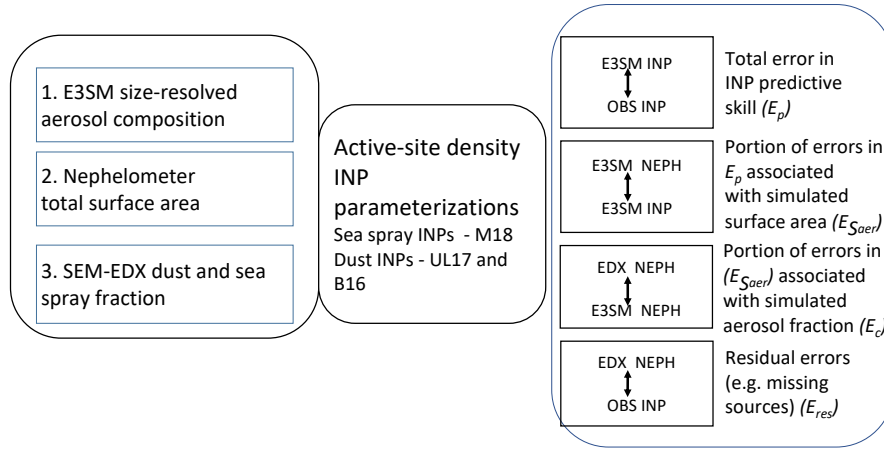 1. E3SM size-resolved
aerosol composition
2. Nephelometer
total surface area
3. SEM-EDX dust and sea
spray fraction
Active-site density
INP
parameterizations
Sea spray INPs - M18
Dust INPs - UL17 and
B16
E3SM INP
OBS INP
Total error in
INP predictive
skill (Ep)
E3SM NEPH
E3SM INP
Portion of errors in
Ep associated
with simulated
surface area (ESaer)
EDX NEPH
E3SM NEPH
Portion of errors in
(ESaer) associated
with simulated
aerosol fraction (Ec)
EDX NEPH
OBS INP
Residual errors
(e.g. missing
sources) (Eres)